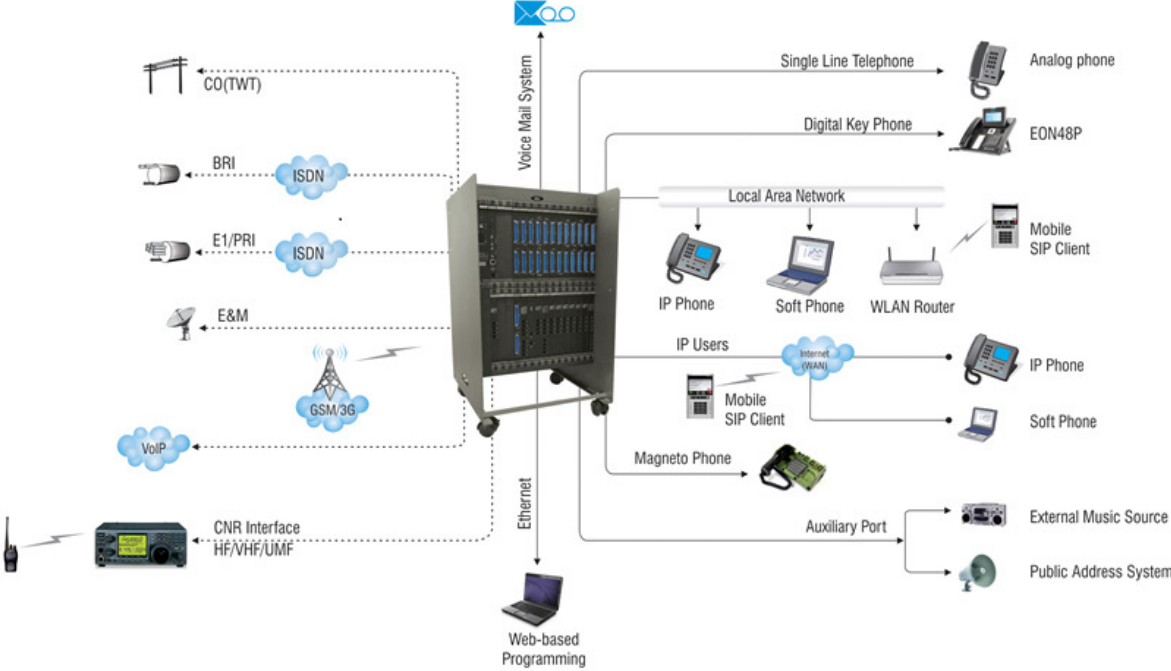 Voice Mail System
CO(TWT)
BRI
ISDN
E1/PRI
ISDN
E&M
GSM/3G
VoIP
CNR Interface
HF/VHF/UMF
Single Line Telephone
Analog phone
Digital Key Phone
EON48P
Local Area Network
IP Phone
Soft Phone
WLAN Router
Mobile
SIP Client
IP Users
Internet
(WAN)
IP Phone
Mobile
SIP Client
Soft Phone
Magneto Phone
Auxiliary Port
External Music Source
Public Address System
Ethernet
Web-based
Programming